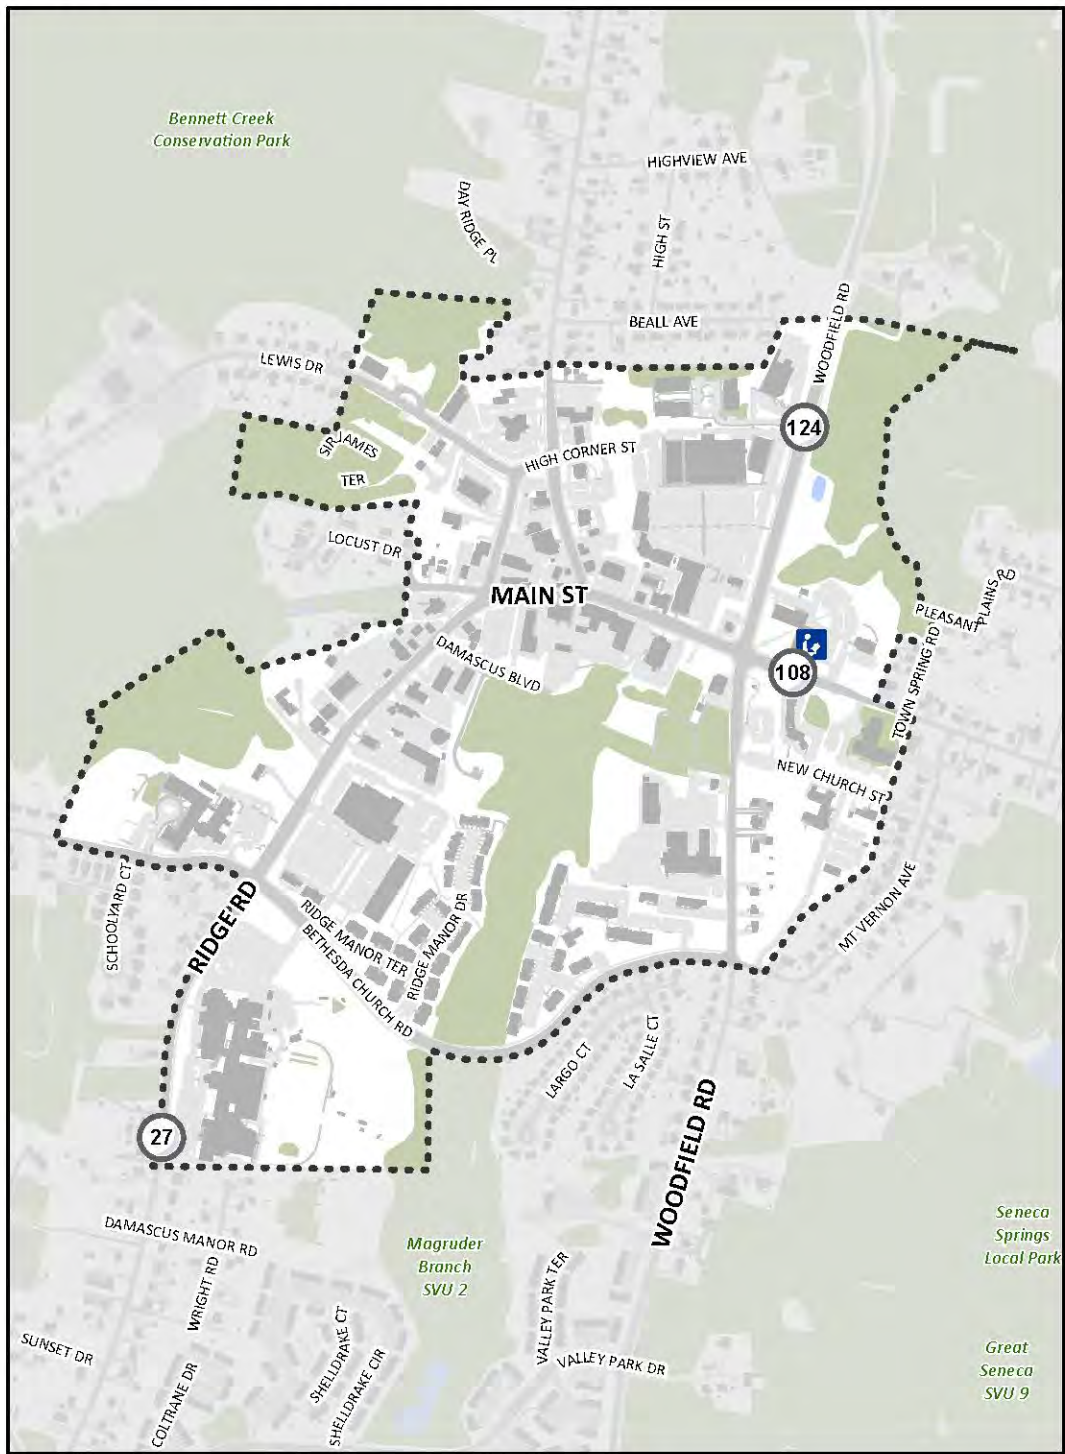 Bennett Creek
Conservation Park
HIGHVIEW AVE
DAY RIDGE PL
HIGH ST
WOODFIELD RD
BEALL AVE
LEWIS DR
124
SIR JAMES
TER
HIGH CORNER ST
LOCUST DR
MAIN ST
PLAINS RD
PLEASANT
DAMASCUS BLVD
108
TOWN SPRING RD
NEW CHURCH ST
SCHOOLYARD CT
RIDGE RD
RIDGE MANOR TER
RIDGE MANOR DR
BETHESDA CHURCH RD
MT VERNON AVE
LARGO CT
LA SALLE CT
27
WOODFIELD RD
DAMASCUS MANOR RD
Magruder
Branch
SVU 2
Seneca
Springs
Local Park
WRIGHT RD
SUNSET DR
COLTRANE DR
SHELLDRAKE CT
SHELLDRAKE CIR
VALLEY PARK TER
VALLEY PARK DR
Great
Seneca
SVU 9